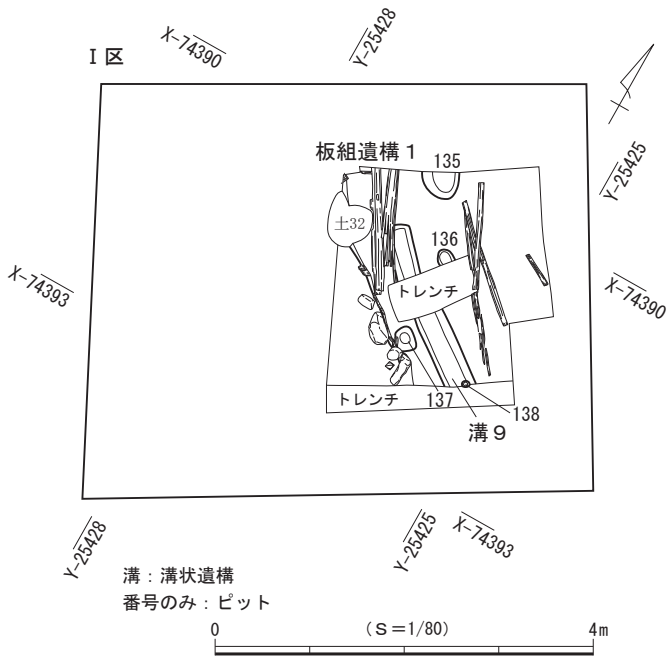 I 区
X-74390
Y-25428
Y-25425
板組遺構 1
135
土32
136
X-74393
トレンチ
X-74390
トレンチ
137
138
溝 9
Y-25428
Y-25425
X-74393
溝：溝状遺構
番号のみ：ピット
0
（Ｓ＝1/80）
4m